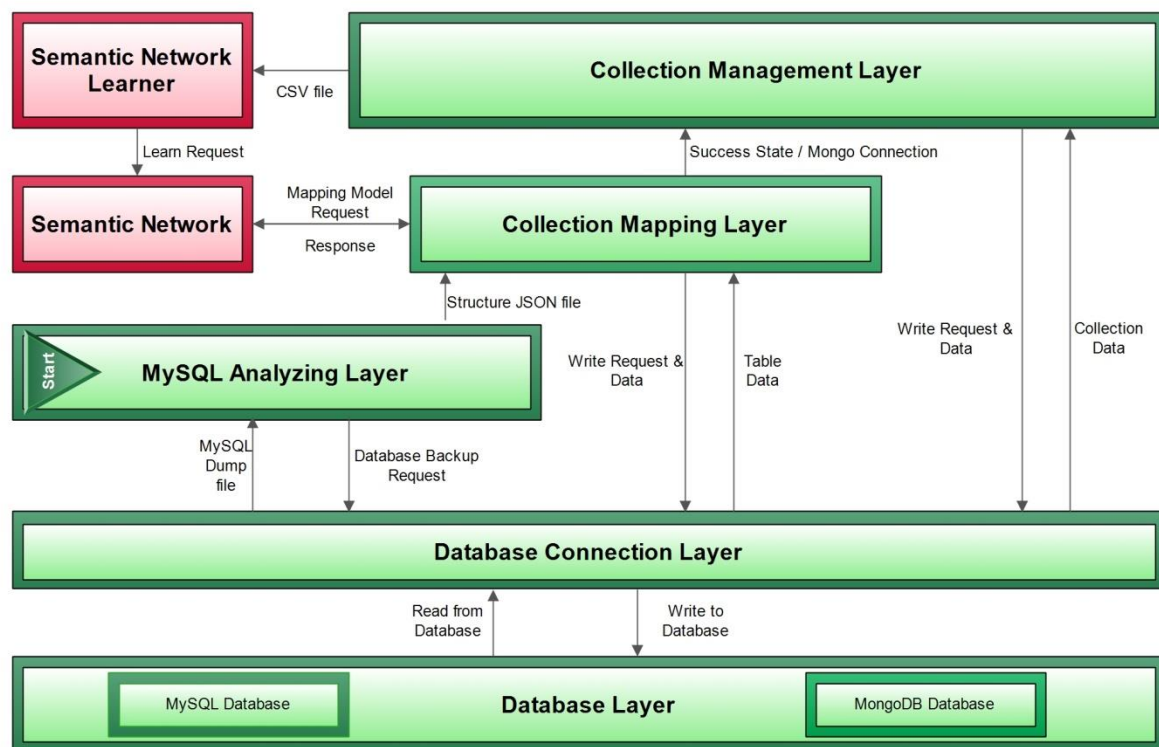 Semantic Network
Learner
CSV file
Collection Management Layer
Learn Request
Success State / Mongo Connection
Semantic Network
Mapping Model
Request
Response
Collection Mapping Layer
Structure JSON file
Start
MySQL Analyzing Layer
Write Request &
Data
Table
Data
Write Request &
Data
Collection
Data
MySQL
Dump
file
Database Backup
Request
Database Connection Layer
Read from
Database
Write to
Database
MySQL Database
Database Layer
MongoDB Database